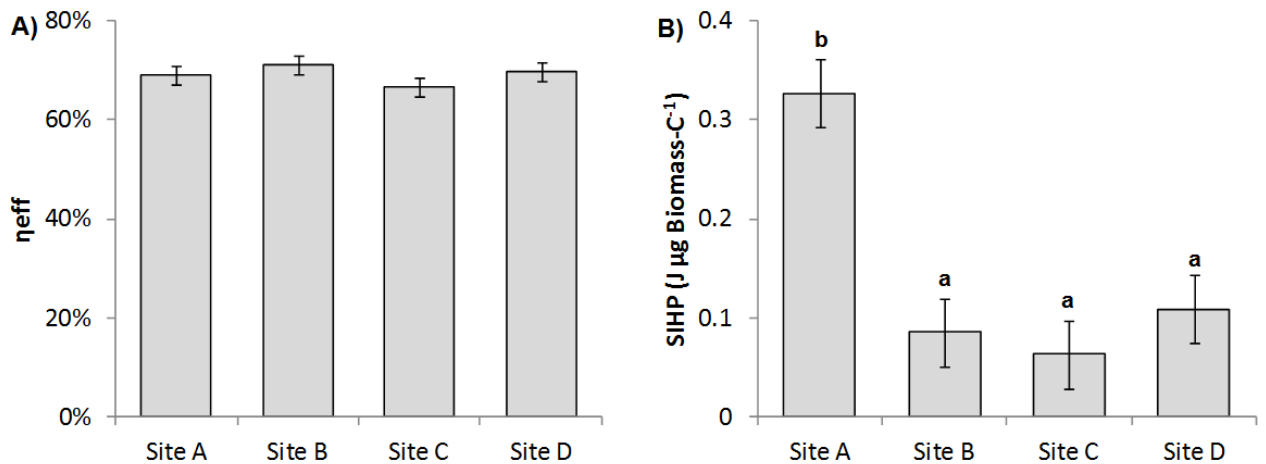 A)
ηeff
80%
60%
40%
20%
0%
Site A Site B Site C Site D
B)
SIHP (J µg Biomass-C⁻¹)
0.4
0.3
0.2
0.1
0
b
a
a
a
Site A Site B Site C Site D